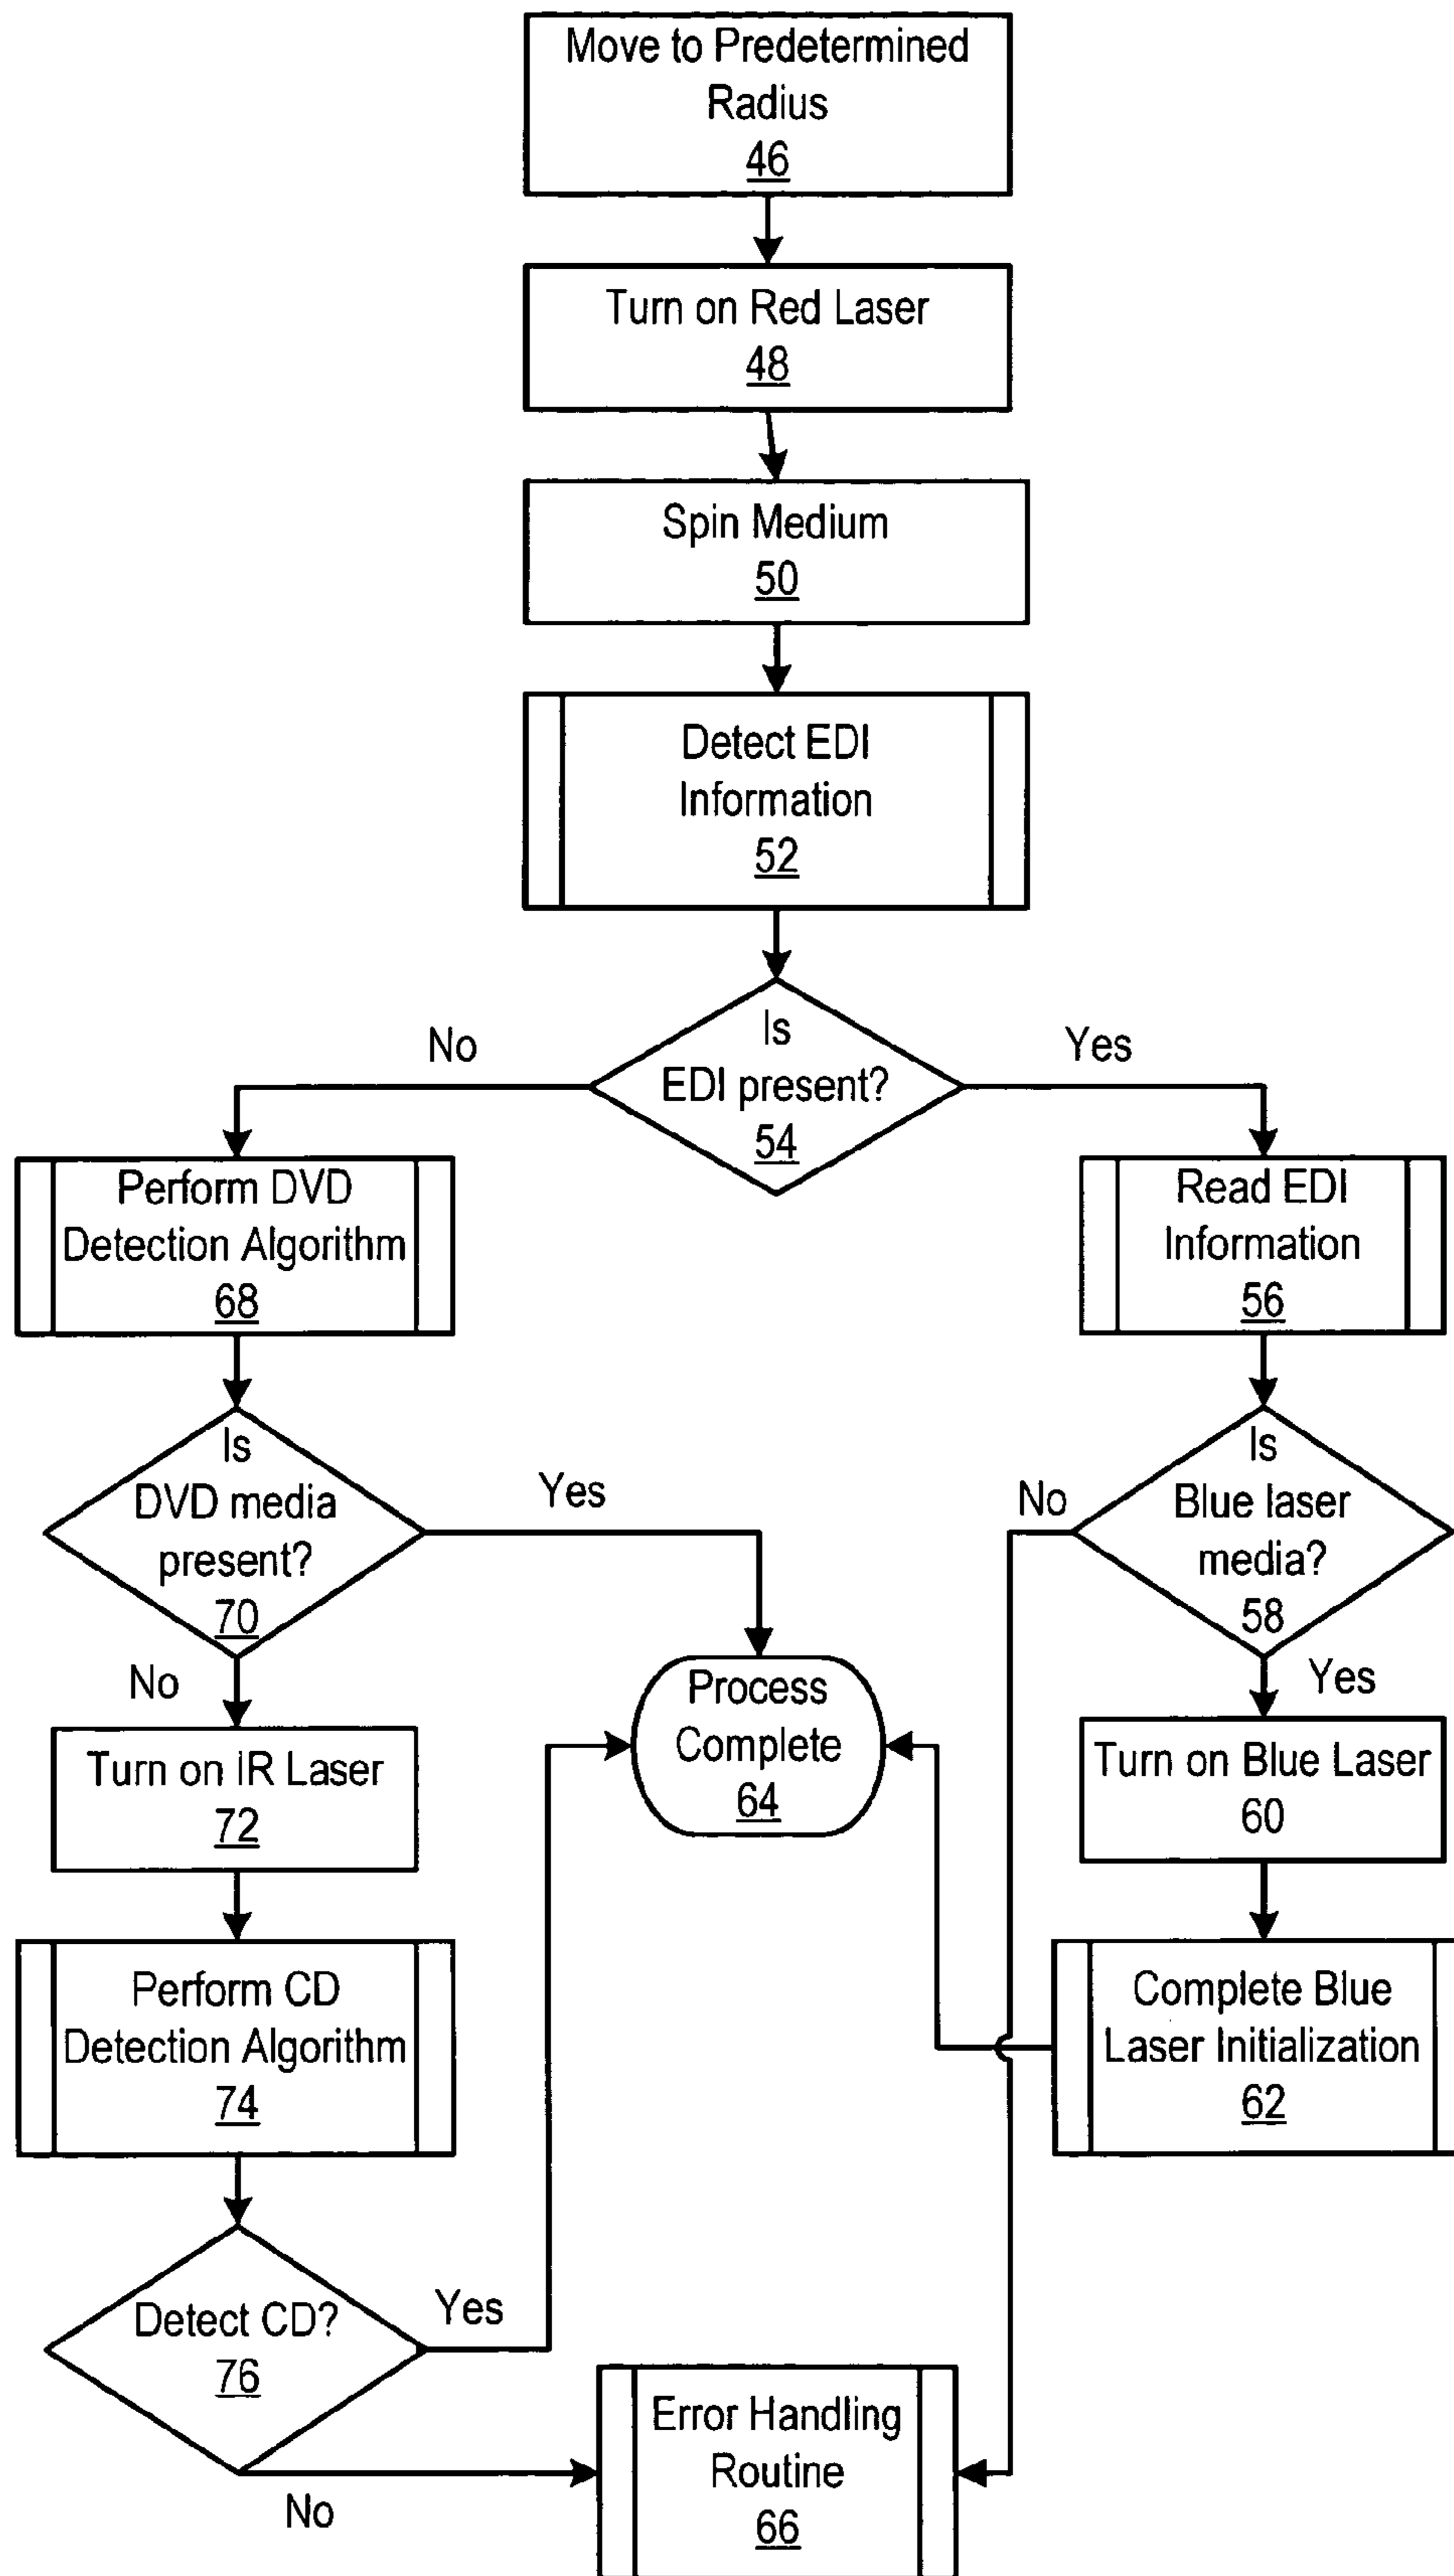 Move to Predetermined
Radius
46
Turn on Red Laser
48
Spin Medium
50
Detect EDI
Information
52
Is
EDI present?
54
No
Yes
Perform DVD
Detection Algorithm
68
Read EDI
Information
56
Is
DVD media
present?
70
Yes
No
Is
Blue laser
media?
58
No
Yes
Process
Complete
64
Turn on IR Laser
72
Turn on Blue Laser
60
Perform CD
Detection Algorithm
74
Complete Blue
Laser Initialization
62
Detect CD?
76
Yes
No
Error Handling
Routine
66